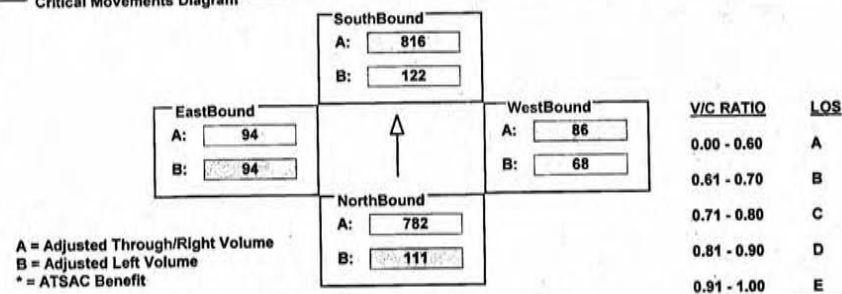 Critical Movements Diagram
SouthBound
A: 816
B: 122
EastBound
A: 94
B: 94
WestBound
A: 86
B: 68
NorthBound
A: 782
B: 111
A = Adjusted Through/Right Volume
B = Adjusted Left Volume
* = ATSAC Benefit
V/C RATIO LOS
0.00 - 0.60 A
0.61 - 0.70 B
0.71 - 0.80 C
0.81 - 0.90 D
0.91 - 1.00 E